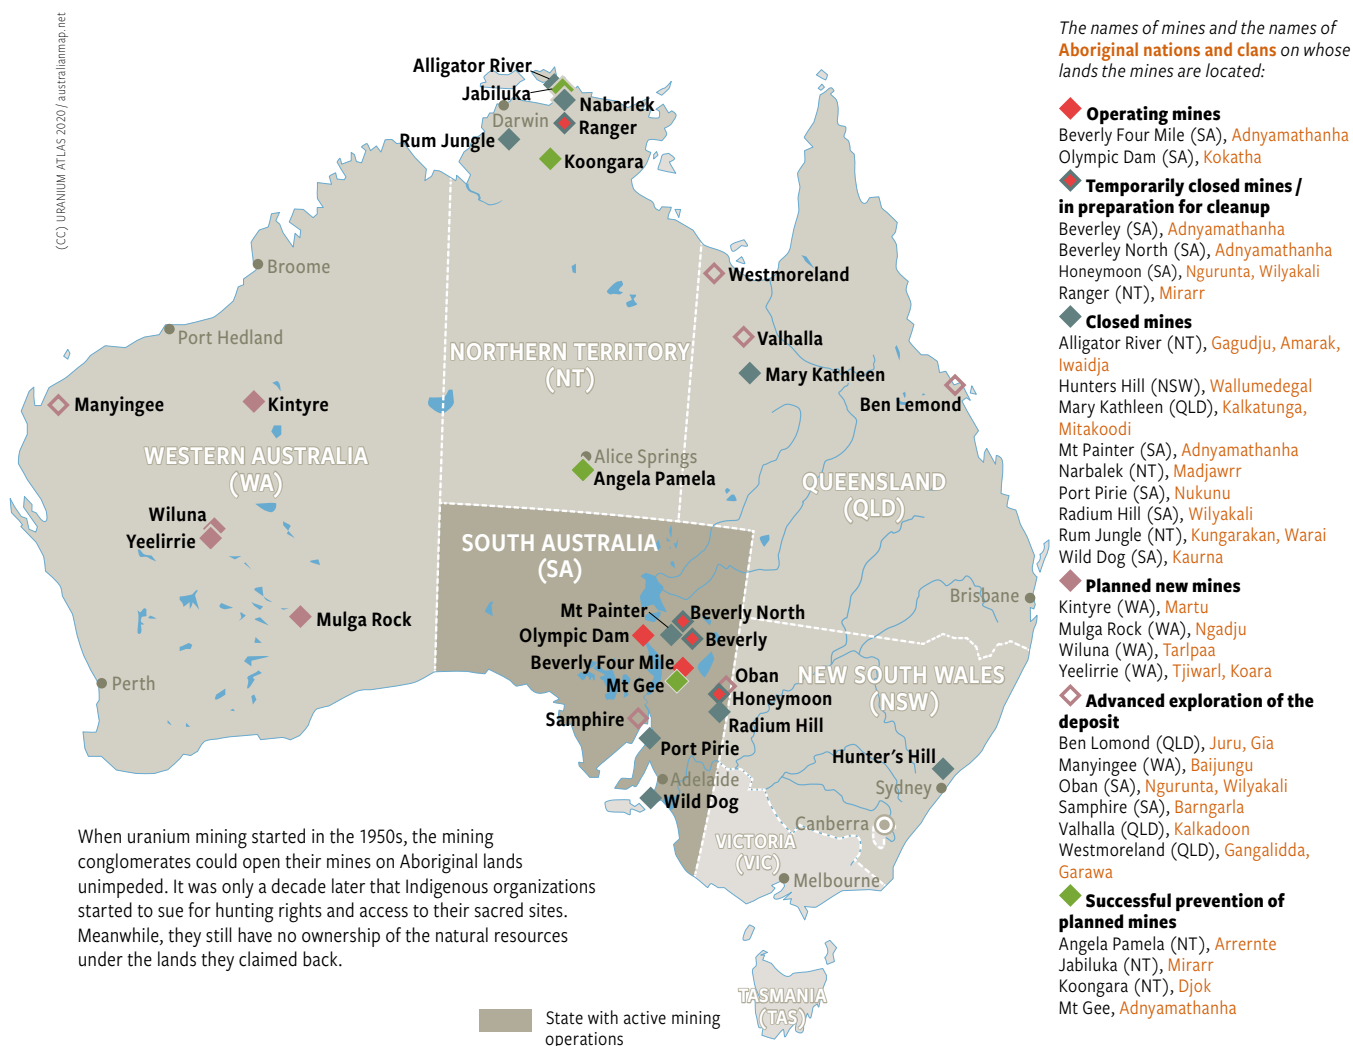 (CC) URANIUM ATLAS 2020 / australianmap.net
The names of mines and the names of
Aboriginal nations and clans on whose
lands the mines are located:
Operating mines
Beverly Four Mile (SA), Adnyamathanha
Olympic Dam (SA), Kokatha
Temporarily closed mines /
in preparation for cleanup
Beverley (SA), Adnyamathanha
Beverley North (SA), Adnyamathanha
Honeymoon (SA), Ngurunta, Wilyakali
Ranger (NT), Mirarr
Closed mines
Alligator River (NT), Gagudju, Amarak,
Iwaidja
Hunters Hill (NSW), Wallumedegal
Mary Kathleen (QLD), Kalkatunga,
Mitakoodi
Mt Painter (SA), Adnyamathanha
Narbalek (NT), Madjawrr
Port Pirie (SA), Nukunu
Radium Hill (SA), Wilyakali
Rum Jungle (NT), Kungarakan, Warai
Wild Dog (SA), Kaurna
Planned new mines
Kintyre (WA), Martu
Mulga Rock (WA), Ngadju
Wiluna (WA), Tarlpaa
Yeelirrie (WA), Tjiwarl, Koara
Advanced exploration of the
deposit
Ben Lomond (QLD), Juru, Gia
Manyingee (WA), Baijungu
Oban (SA), Ngurunta, Wilyakali
Samphire (SA), Barngarla
Valhalla (QLD), Kalkadoon
Westmoreland (QLD), Gangalidda,
Garawa
Successful prevention of
planned mines
Angela Pamela (NT), Arrernte
Jabiluka (NT), Mirarr
Koongara (NT), Djok
Mt Gee, Adnyamathanha
Alligator River
Jabiluka
Nabarlek
Darwin
Ranger
Rum Jungle
Koongara
Broome
Westmoreland
Port Hedland
Valhalla
NORTHERN TERRITORY
(NT)
Mary Kathleen
Manyingee
Kintyre
Ben Lemond
WESTERN AUSTRALIA
(WA)
Alice Springs
Angela Pamela
QUEENSLAND
(QLD)
Wiluna
Yeelirrie
SOUTH AUSTRALIA
(SA)
Brisbane
Mt Painter
Beverly North
Mulga Rock
Olympic Dam
Beverly
Beverly Four Mile
Mt Gee
Oban
NEW SOUTH WALES
(NSW)
Perth
Honeymoon
Samphire
Radium Hill
Port Pirie
Hunter's Hill
Adelaide
Sydney
Wild Dog
Canberra
VICTORIA
(VIC)
Melbourne
TASMANIA
(TAS)
When uranium mining started in the 1950s, the mining
conglomerates could open their mines on Aboriginal lands
unimpeded. It was only a decade later that Indigenous organizations
started to sue for hunting rights and access to their sacred sites.
Meanwhile, they still have no ownership of the natural resources
under the lands they claimed back.
State with active mining
operations